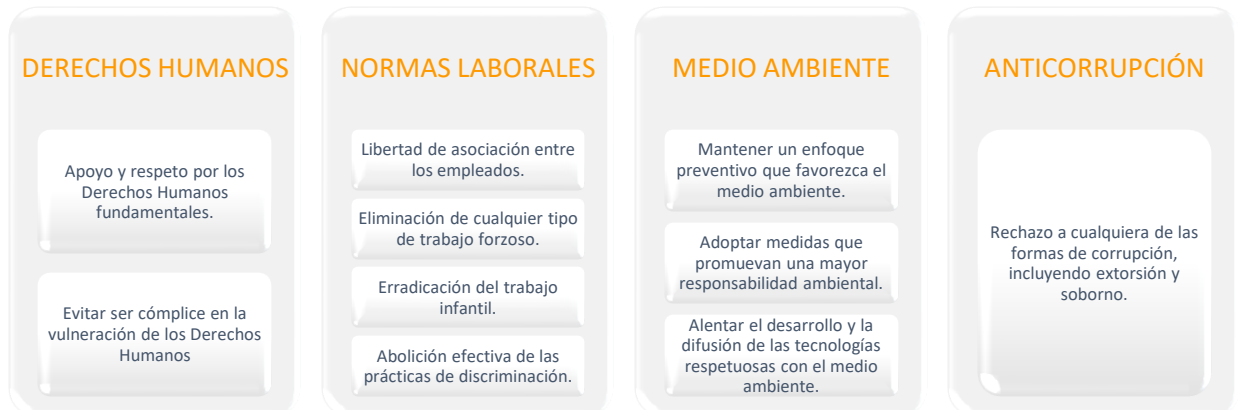 DERECHOS HUMANOS
Apoyo y respeto por los
Derechos Humanos
fundamentales.
Evitar ser cómplice en la
vulneración de los Derechos
Humanos
NORMAS LABORALES
Libertad de asociación entre
los empleados.
Eliminación de cualquier tipo
de trabajo forzoso.
Erradicación del trabajo
infantil.
Abolición efectiva de las
prácticas de discriminación.
MEDIO AMBIENTE
Mantener un enfoque
preventivo que favorezca el
medio ambiente.
Adoptar medidas que
promuevan una mayor
responsabilidad ambiental.
Alentar el desarrollo y la
difusión de las tecnologías
respetuosas con el medio
ambiente.
ANTICORRUPCIÓN
Rechazo a cualquiera de las
formas de corrupción,
incluyendo extorsión y
soborno.